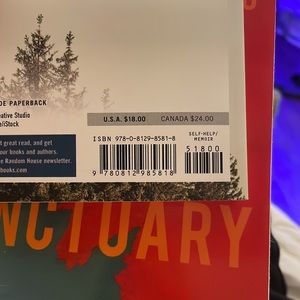 DE PAPERBACK
eative Studio
e/iStock
U.S.A. $18.00
CANADA $24.00
t great read, and get
our books and authors.
e Random House newsletter.
books.com
ISBN 978-0-8129-8581-8
SELF-HELP/
MEMOIR
51800
9 780812 985818
NCTUARY